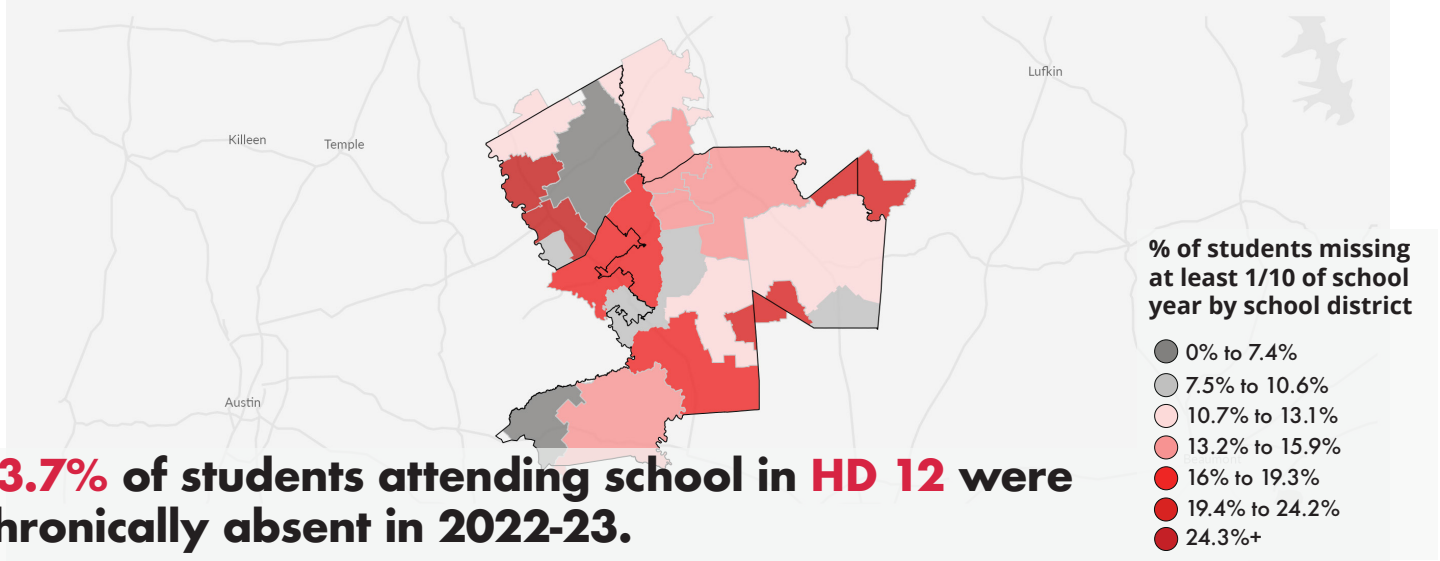 Lufkin
Killeen
Temple
Austin
% of students missing
at least 1/10 of school
year by school district
0% to 7.4%
7.5% to 10.6%
10.7% to 13.1%
13.2% to 15.9%
16% to 19.3%
19.4% to 24.2%
24.3%+
3.7% of students attending school in HD 12 were
hronically absent in 2022-23.